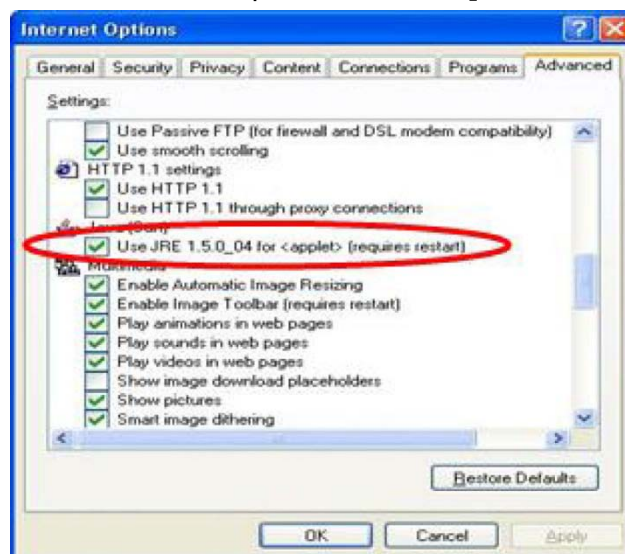 Internet Options
General Security Privacy Content Connections Programs Advanced
Settings:
Use Passive FTP (for firewall and DSL modem compatibility)
Use smooth scrolling
HTTP 1.1 settings
Use HTTP 1.1
Use HTTP 1.1 through proxy connections
Java (Sun)
Use JRE 1.5.0_04 for <applet> (requires restart)
Multimedia
Enable Automatic Image Resizing
Enable Image Toolbar (requires restart)
Play animations in web pages
Play sounds in web pages
Play videos in web pages
Show image download placeholders
Show pictures
Smart image dithering
Restore Defaults
OK Cancel Apply